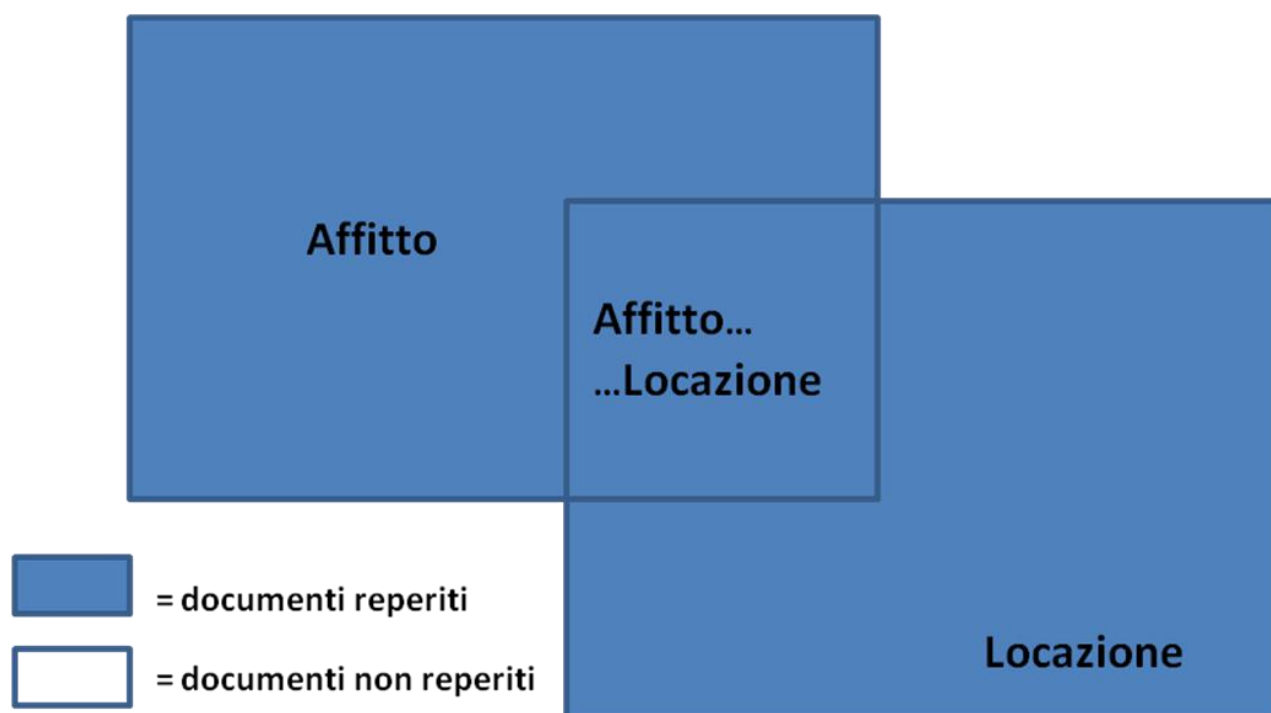 Affitto
Affitto...
...Locazione
= documenti reperiti
Locazione
= documenti non reperiti